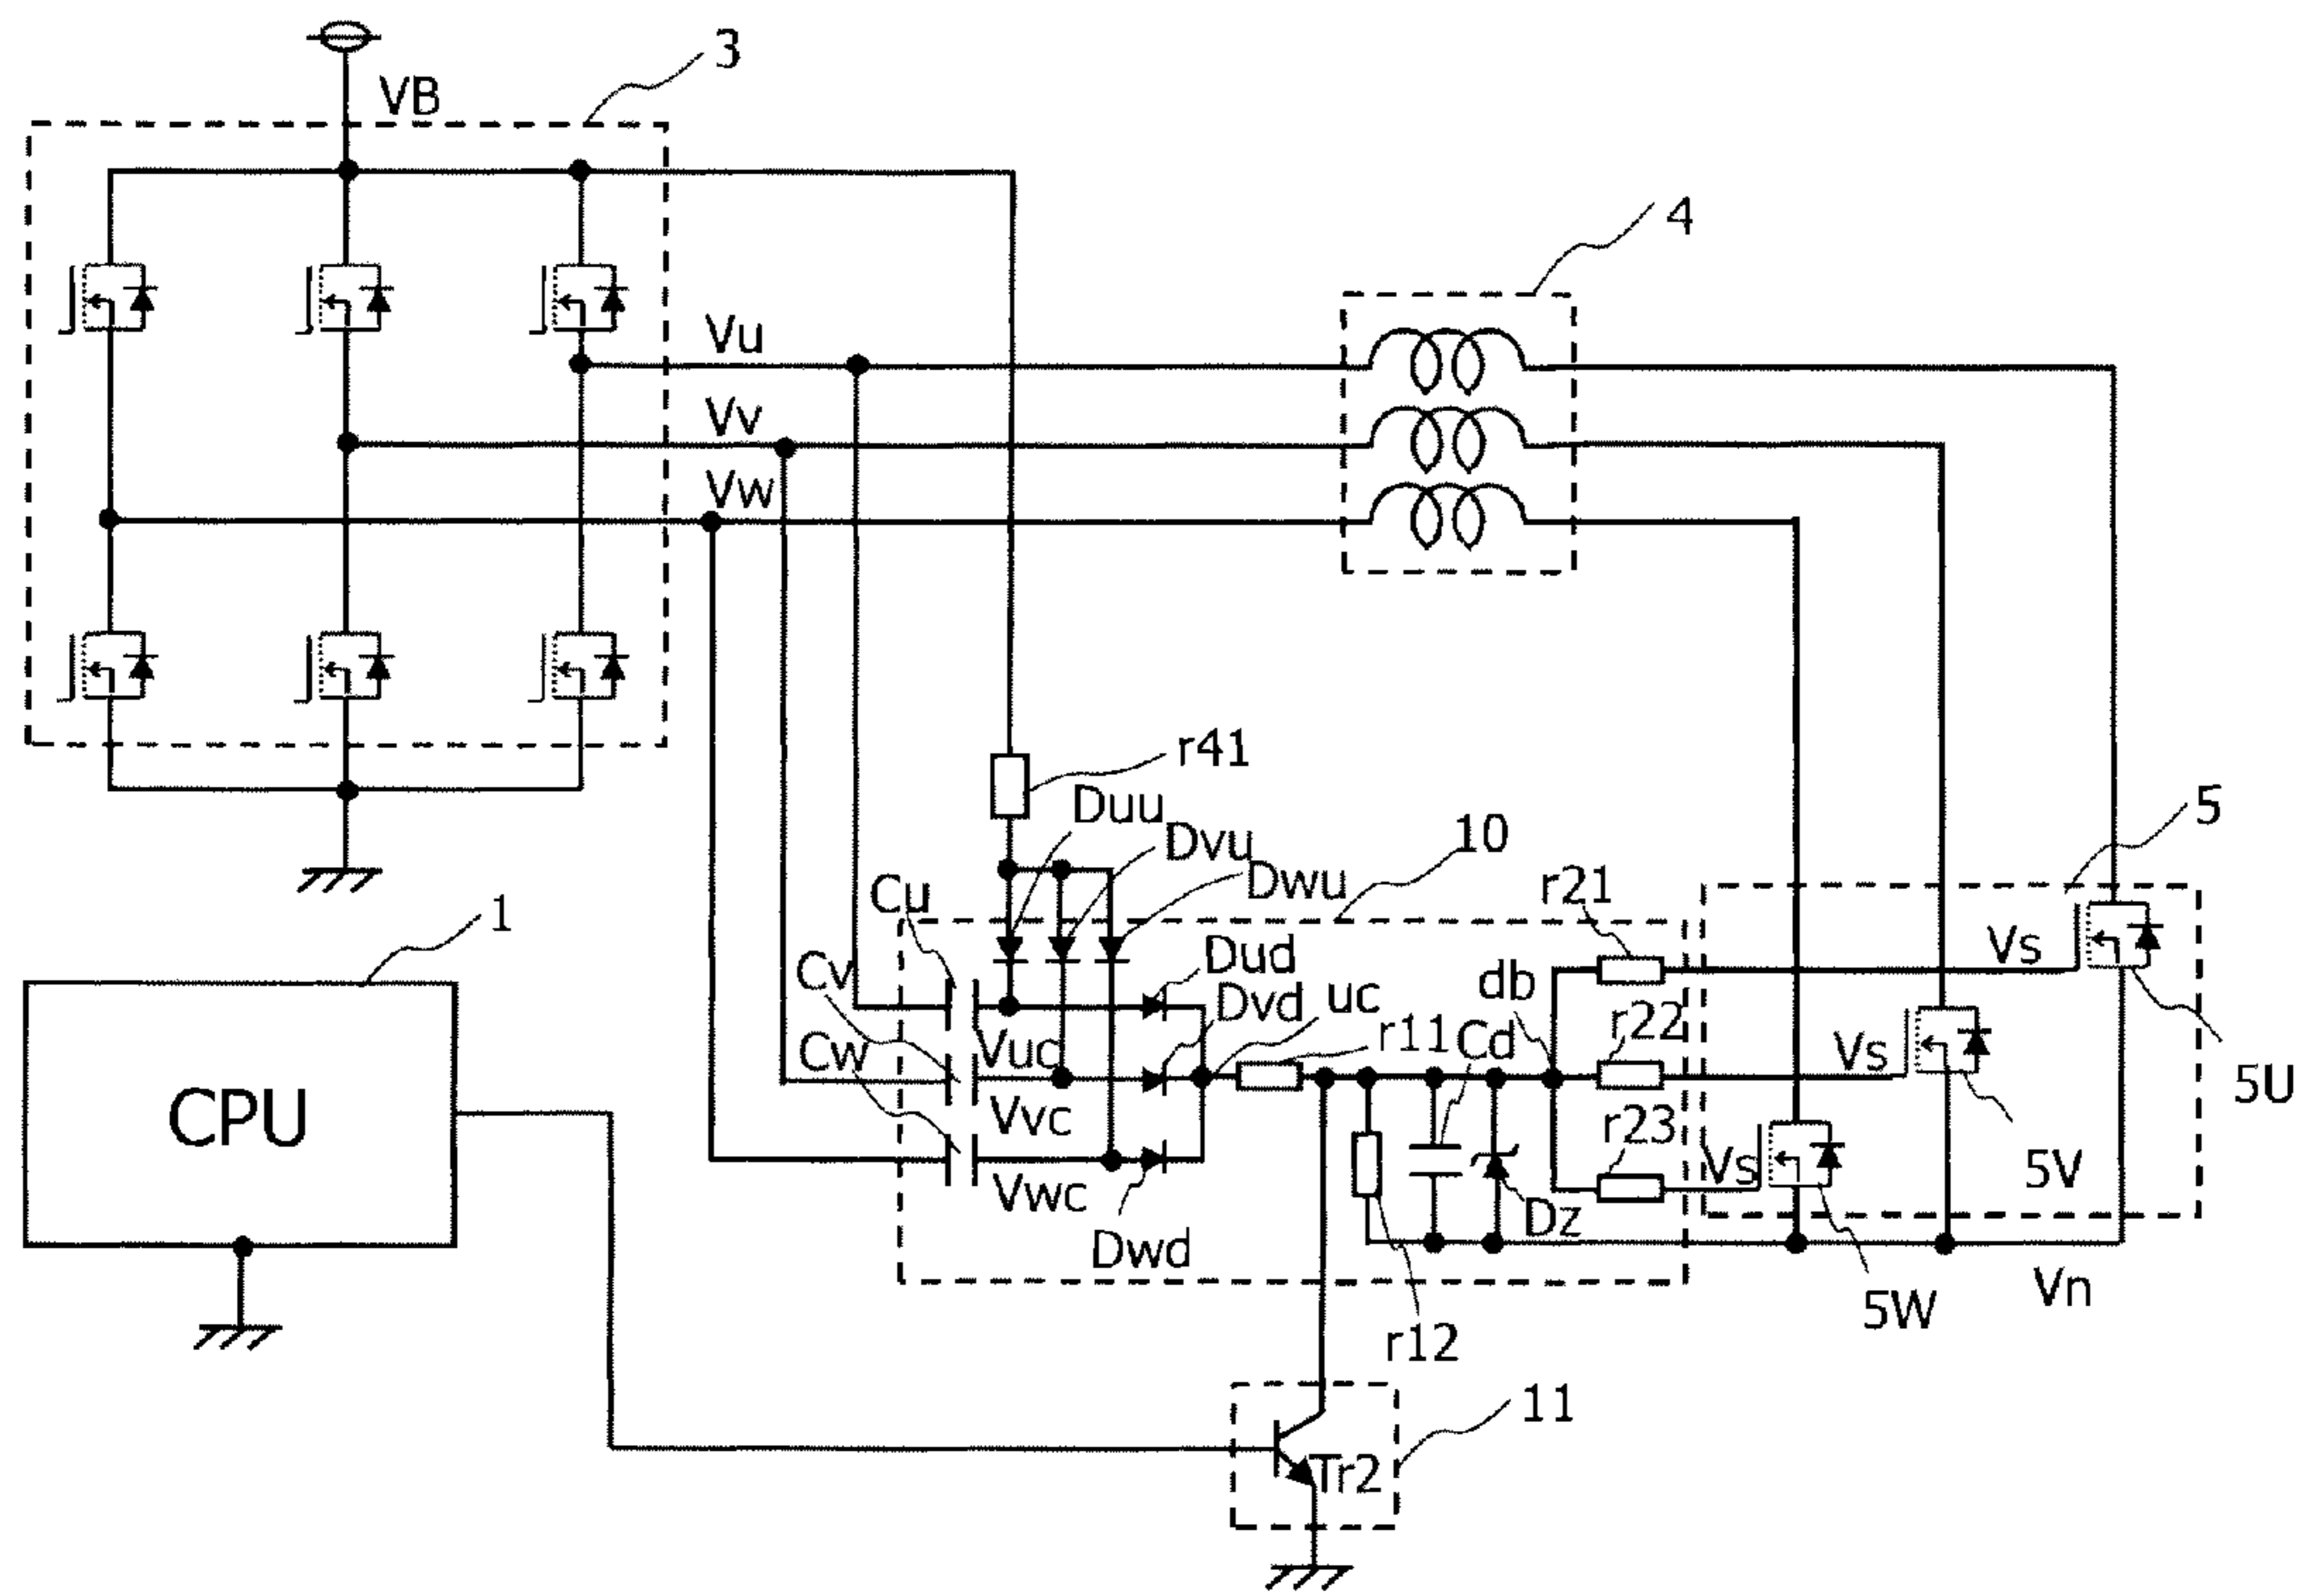 3
VB
4
Vu
Vv
Vw
r41
Duu
Dvu
Dwu
10
5
Cu
r21
1
Cv
Dud
Dvd
uc
db
Vs
Cw
Vuc
r11
Cd
r22
Vs
5U
CPU
Vvc
r23
Vs
5V
Vwc
Dwd
Dz
Vn
5W
r12
11
Tr2